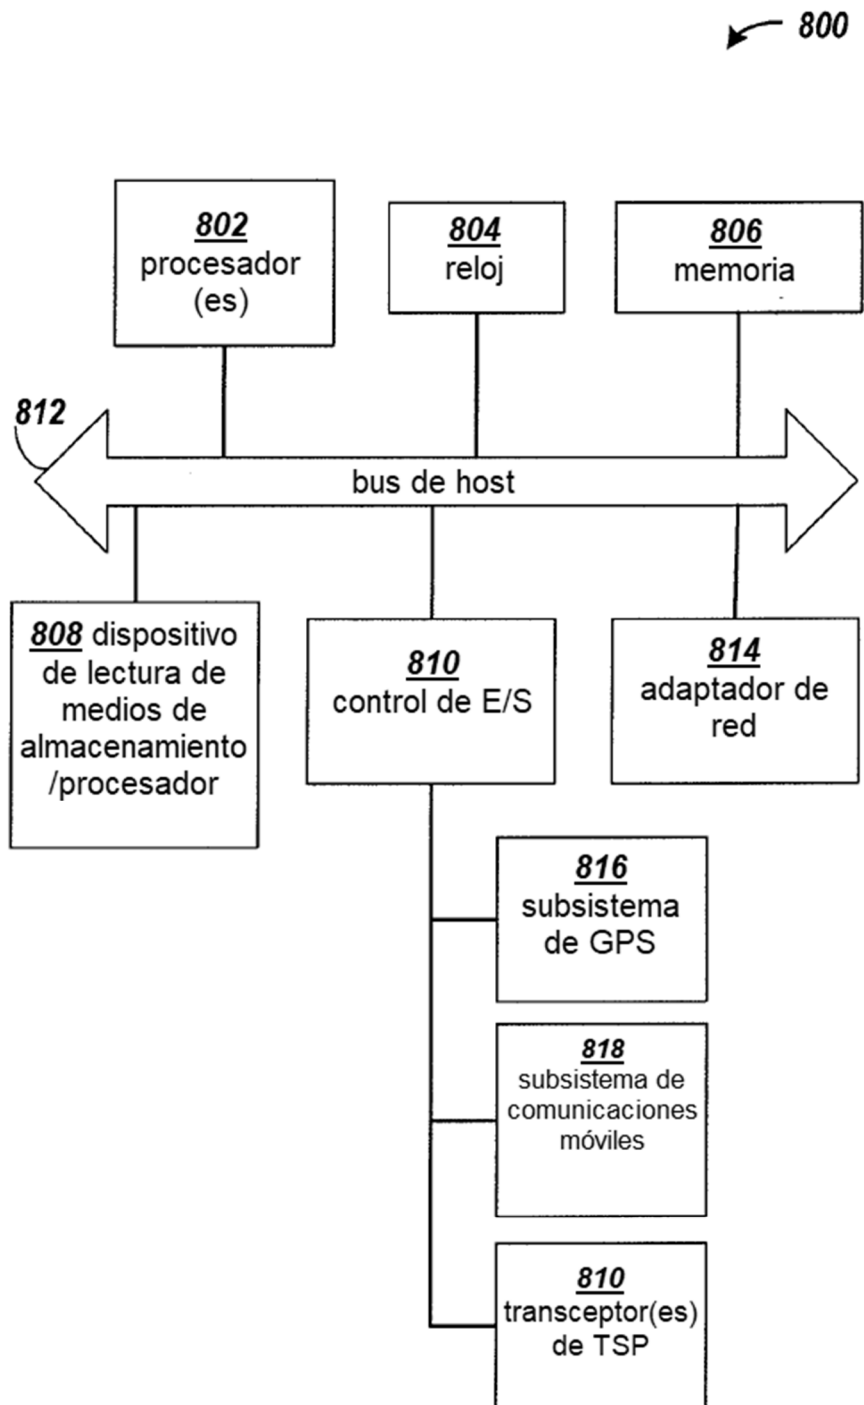 800
802
procesador
(es)
804
reloj
806
memoria
812
bus de host
808 dispositivo
de lectura de
medios de
almacenamiento
/procesador
810
control de E/S
814
adaptador de
red
816
subsistema
de GPS
818
subsistema de
comunicaciones
móviles
810
transceptor(es)
de TSP